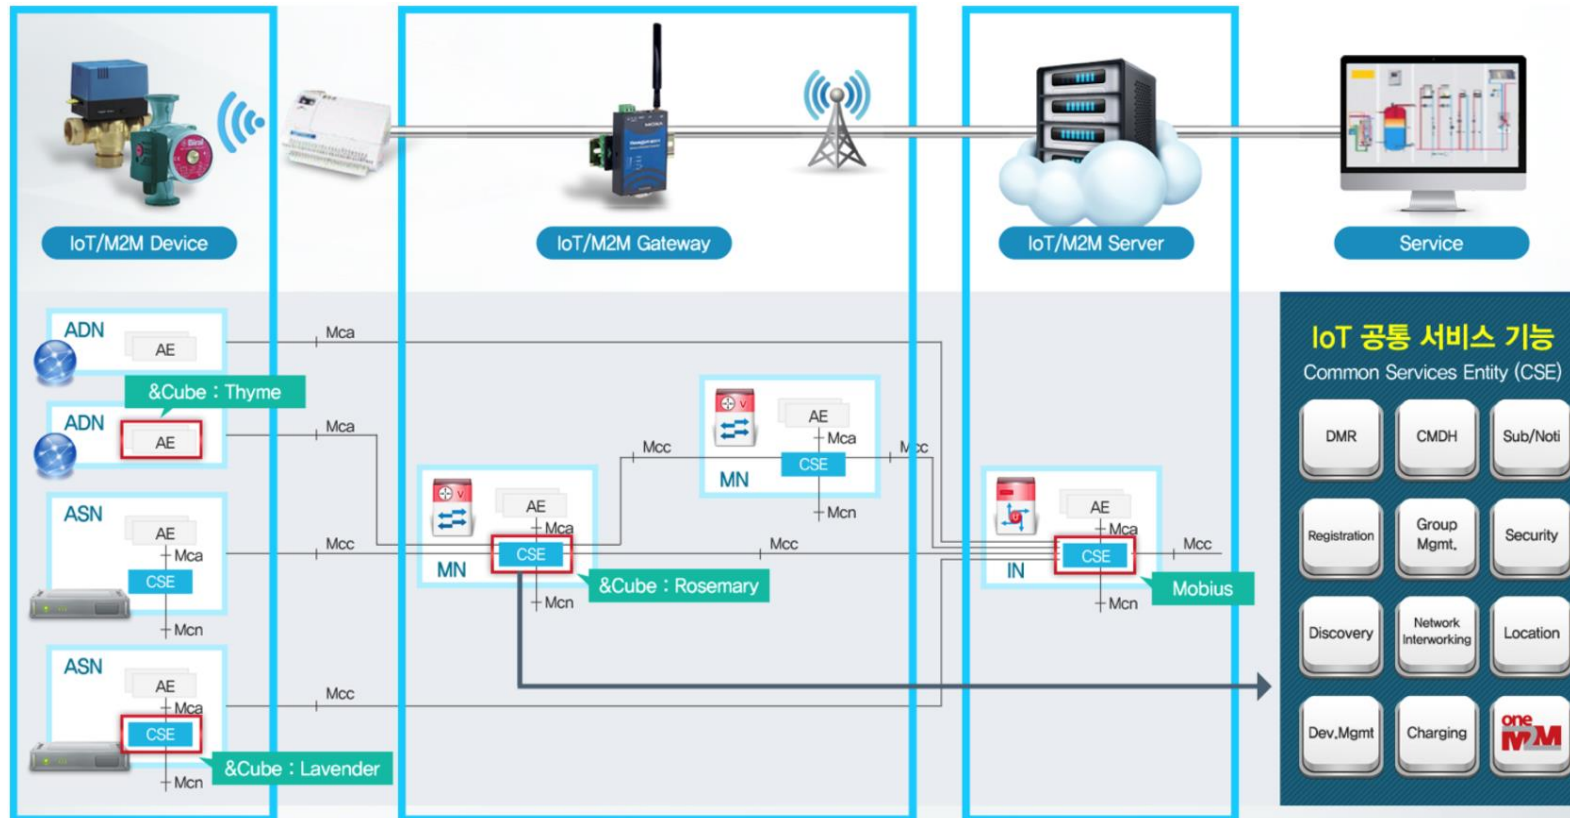 IoT/M2M Device
IoT/M2M Gateway
IoT/M2M Server
Service
ADN
AE
Mca
&Cube : Thyme
ADN
AE
Mca
ASN
AE
Mca
CSE
Mcn
Mcc
ASN
AE
Mca
CSE
Mcn
Mcc
&Cube : Lavender
MN
AE
Mca
CSE
Mcn
&Cube : Rosemary
Mcc
MN
AE
Mca
CSE
Mcn
Mcc
Mcc
IN
AE
Mca
CSE
Mcn
Mcc
Mobius
IoT 공통 서비스 기능
Common Services Entity (CSE)
DMR
CMDH
Sub/Noti
Registration
Group
Mgmt.
Security
Discovery
Network
Interworking
Location
Dev.Mgmt
Charging
one
M2M